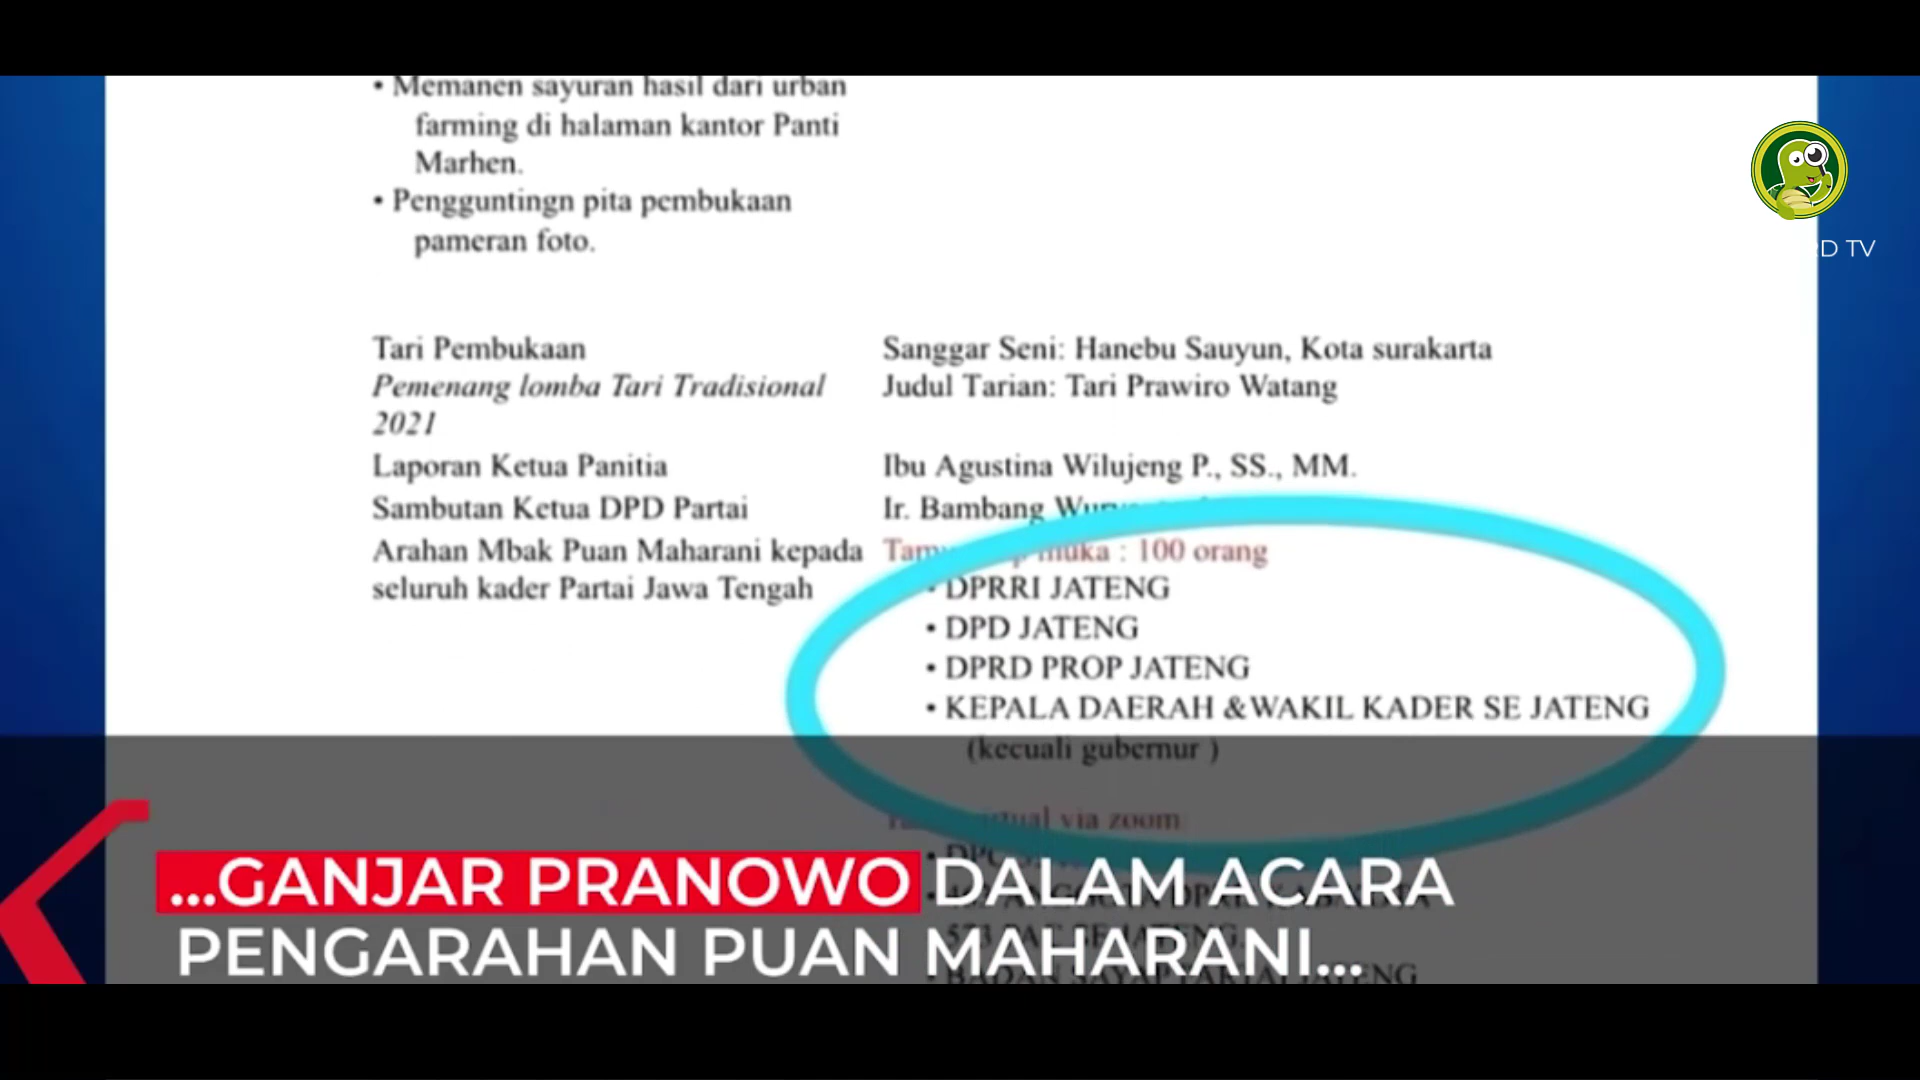 • Memanen sayuran hasil dari urban
farming di halaman kantor Panti
Marhen.
• Pengguntingn pita pembukaan
pameran foto.
RD TV
Tari Pembukaan
Sanggar Seni: Hanebu Sauyun, Kota surakarta
Pemenang lomba Tari Tradisional
Judul Tarian: Tari Prawiro Watang
2021
Laporan Ketua Panitia
Ibu Agustina Wilujeng P., SS., MM.
Sambutan Ketua DPD Partai
Ir. Bambang
Arahan Mbak Puan Maharani kepada
muka : 100 orang
seluruh kader Partai Jawa Tengah
• DPRRI JATENG
• DPD JATENG
• DPRD PROP JATENG
• KEPALA DAERAH &WAKIL KADER SE JATENG
(kecuali gubernur )
via zoom
...GANJAR PRANOWO DALAM ACARA
PENGARAHAN PUAN MAHARANI...